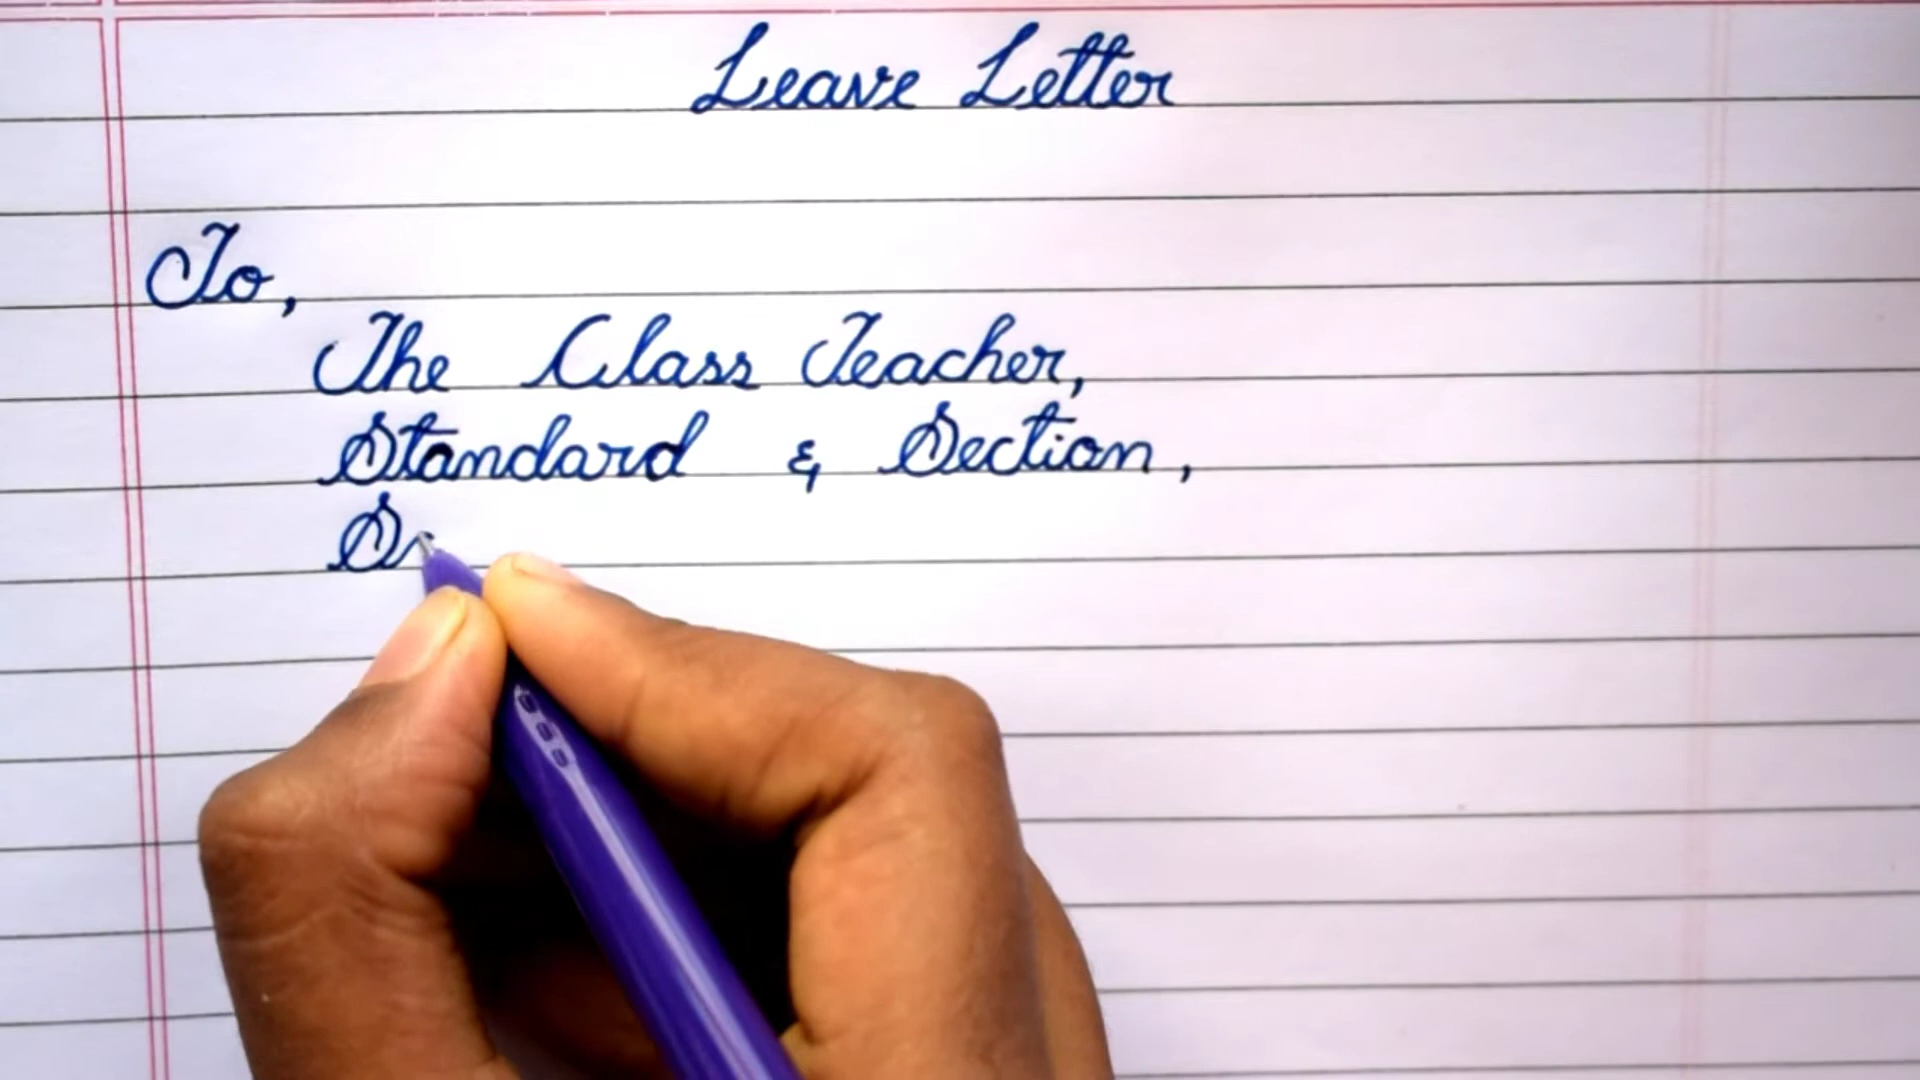 Leave Letter
To,
The Class Teacher,
Standard & Section,